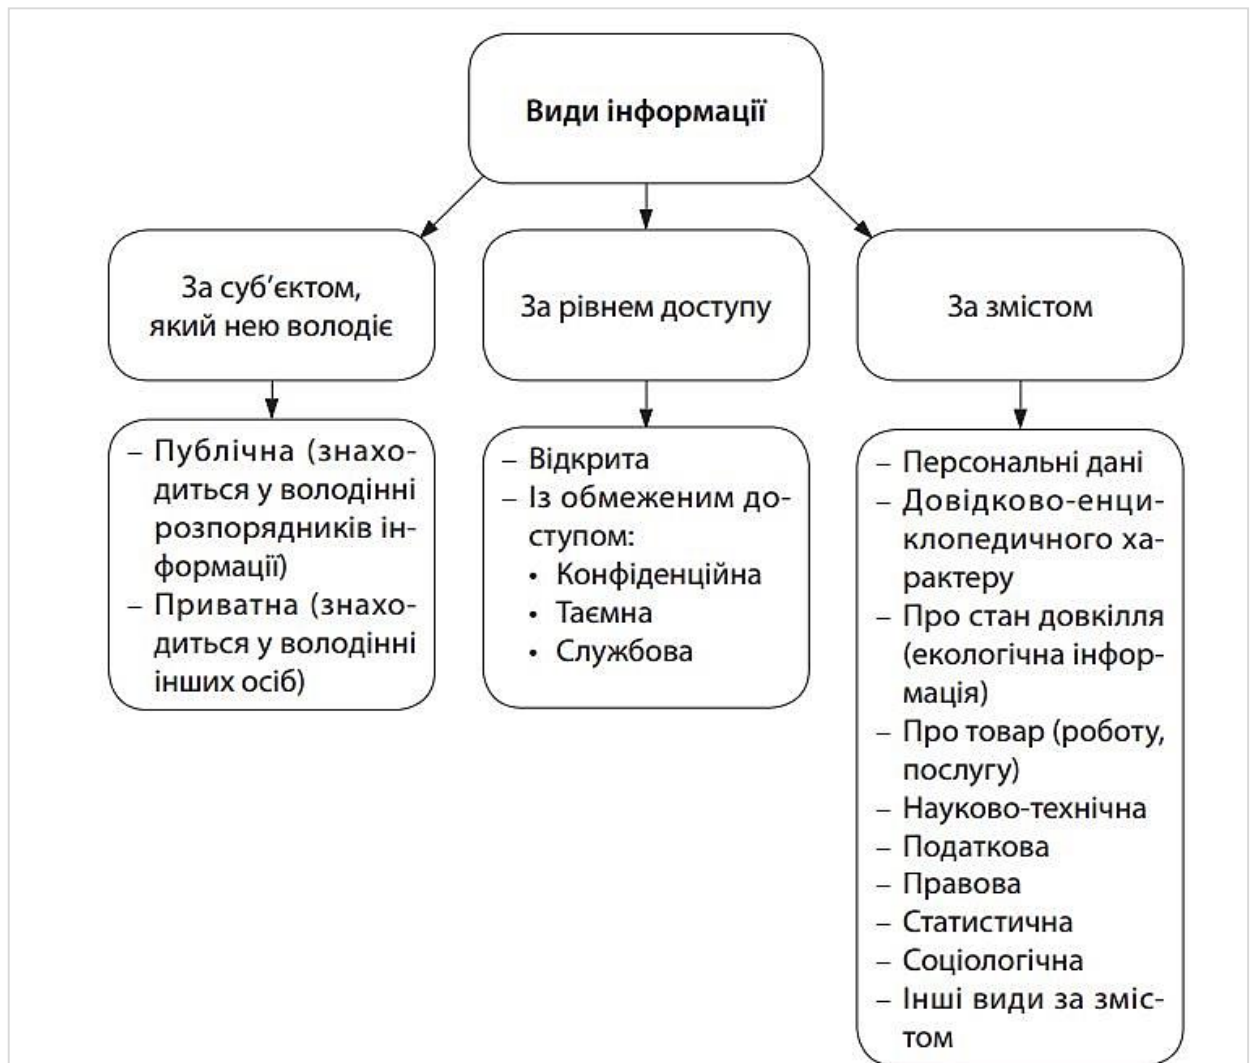 Види інформації
За суб’єктом,
який нею володіє
За рівнем доступу
За змістом
– Публічна (знахо-
диться у володінні
розпорядників ін-
формації)
– Приватна (знахо-
диться у володінні
інших осіб)
– Відкрита
– Із обмеженим до-
ступом:
• Конфіденційна
• Таємна
• Службова
– Персональні дані
– Довідково-енци-
клопедичного ха-
рактеру
– Про стан довкілля
(екологічна інфор-
мація)
– Про товар (роботу,
послугу)
– Науково-технічна
– Податкова
– Правова
– Статистична
– Соціологічна
– Інші види за зміс-
том